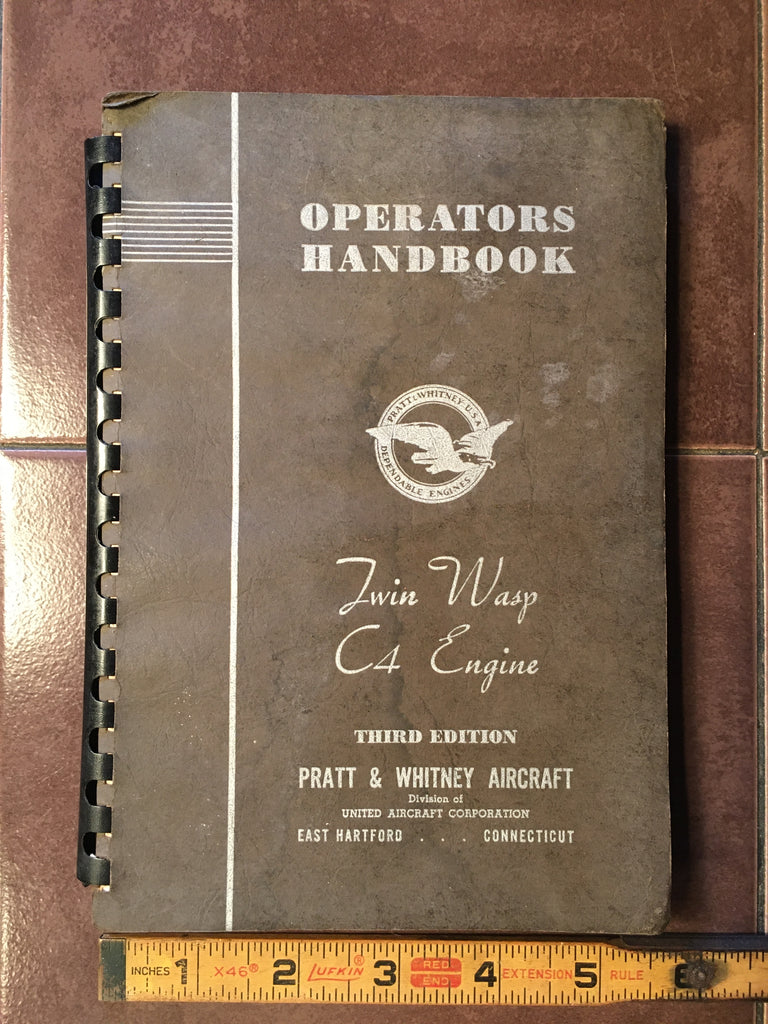 OPERATORS
HANDBOOK
PRATT & WHITNEY U.S.A.
DEPENDABLE ENGINES
Twin Wasp
C4 Engine
THIRD EDITION
PRATT & WHITNEY AIRCRAFT
Division of
UNITED AIRCRAFT CORPORATION
EAST HARTFORD . . . CONNECTICUT
INCHES 1 X46® 2 LUFKIN® 3 RED END 4 EXTENSION 5 RULE 6